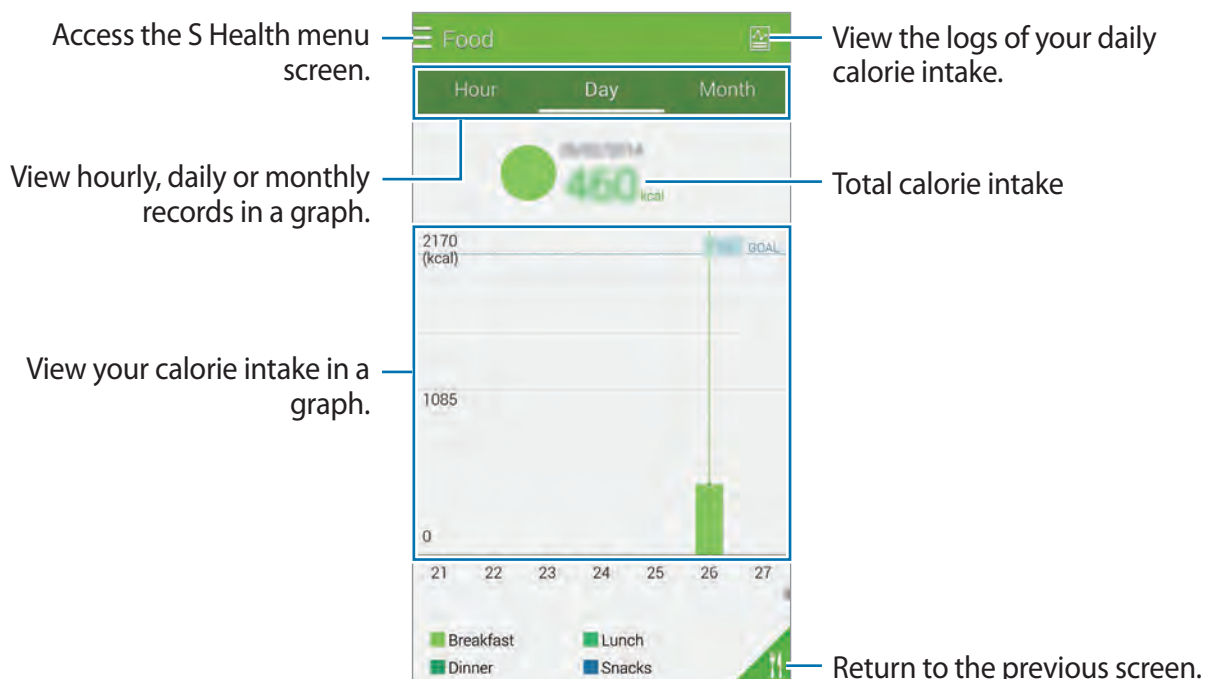 Access the S Health menu
screen.
Food
View the logs of your daily
calorie intake.
Hour Day Month
View hourly, daily or monthly
records in a graph.
460 kcal
Total calorie intake
2170
(kcal)
GOAL
View your calorie intake in a
graph.
1085
0
21 22 23 24 25 26 27
Breakfast Lunch
Dinner Snacks
Return to the previous screen.